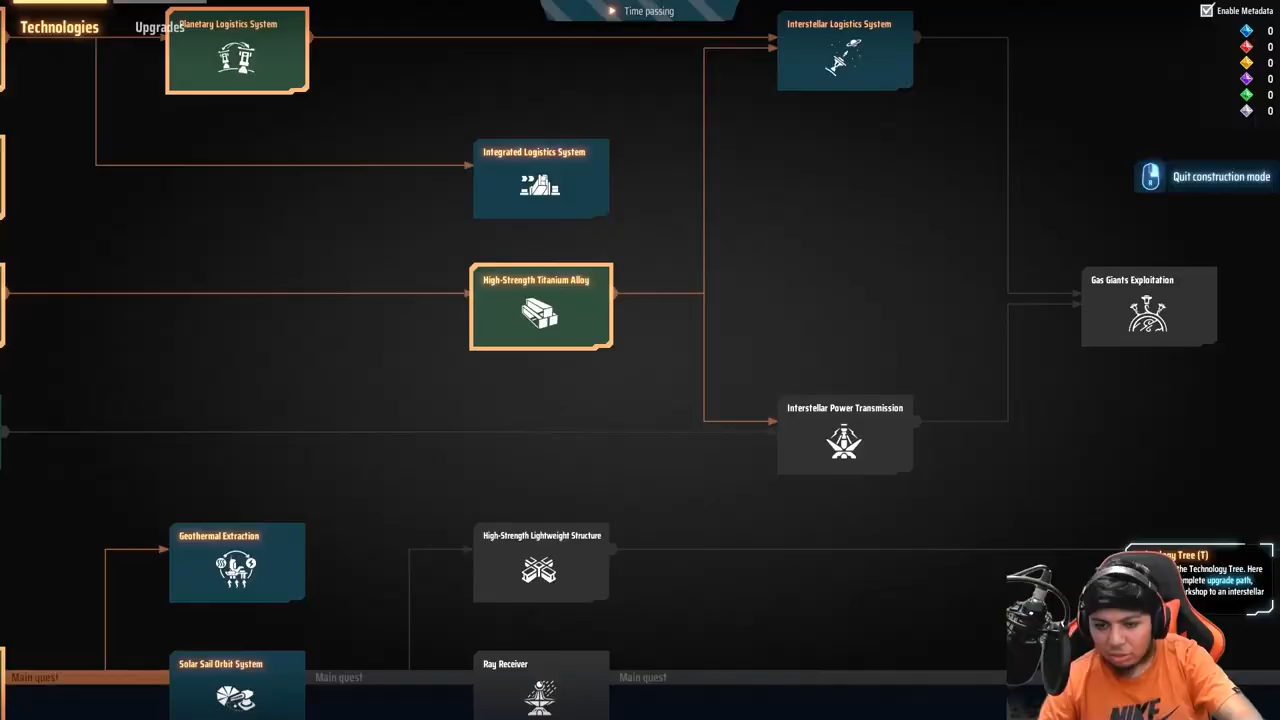 Technologies
Upgrades
Planetary Logistics System
Time passing
Interstellar Logistics System
Enable Metadata
0
0
0
0
0
0
Integrated Logistics System
R
Quit construction mode
High-Strength Titanium Alloy
Gas Giants Exploitation
Interstellar Power Transmission
Geothermal Extraction
High-Strength Lightweight Structure
Tree (T)
the Technology Tree. Here
upgrade path,
to an interstellar
Solar Sail Orbit System
Ray Receiver
Main quest
Main quest
Main quest
NIKE